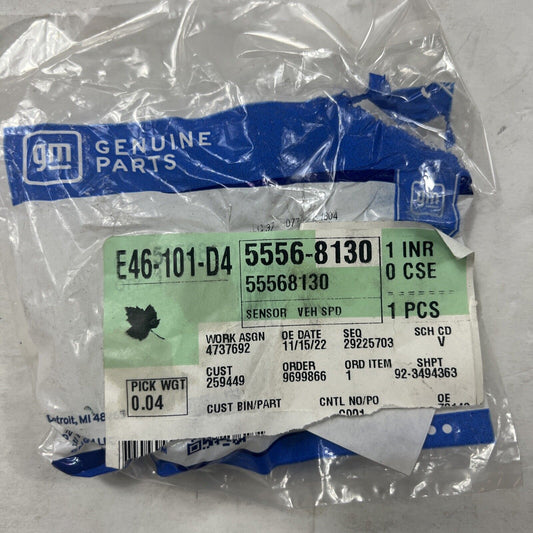 gm
GENUINE
PARTS
gm
E46-101-D4
5556-8130
55568130
SENSOR VEH SPD
1 INR
0 CSE
1 PCS
WORK ASGN
4737692
OE DATE
11/15/22
SEQ
29225703
SCH CD
V
CUST
259449
ORDER
9699866
ORD ITEM
1
SHPT
92-3494363
PICK WGT
0.04
CUST BIN/PART
CNTL NO/PO
OE